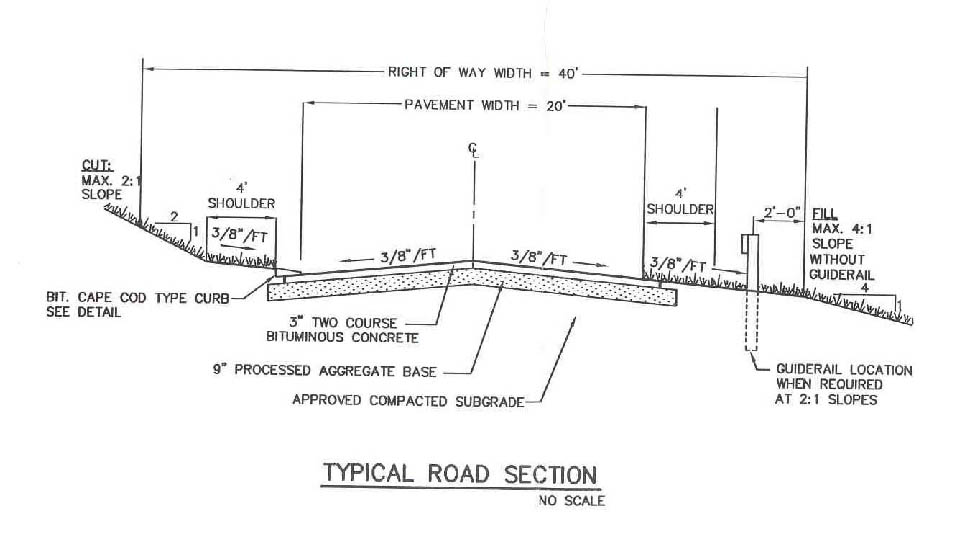 RIGHT OF WAY WIDTH = 40'
PAVEMENT WIDTH = 20'
℄
CUT:
MAX. 2:1
SLOPE
4'
SHOULDER
2
1
3/8"/FT
3/8"/FT
3/8"/FT
4'
SHOULDER
3/8"/FT
2'-0"
FILL
MAX. 4:1
SLOPE
WITHOUT
GUIDERAIL
4
1
BIT. CAPE COD TYPE CURB
SEE DETAIL
3" TWO COURSE
BITUMINOUS CONCRETE
9" PROCESSED AGGREGATE BASE
APPROVED COMPACTED SUBGRADE
GUIDERAIL LOCATION
WHEN REQUIRED
AT 2:1 SLOPES
TYPICAL ROAD SECTION
NO SCALE